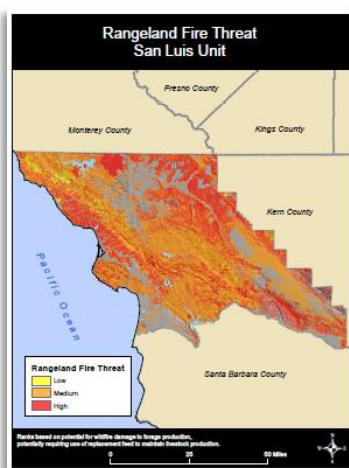 Rangeland Fire Threat
San Luis Unit
Fresno County
Monterey County
Kings County
Kern County
Pacific Ocean
Santa Barbara County
Rangeland Fire Threat
Low
Medium
High
Ranks based on potential for wildfire damage to forage production,
potentially requiring use of replacement feed to maintain livestock production.
0
25
50 Miles